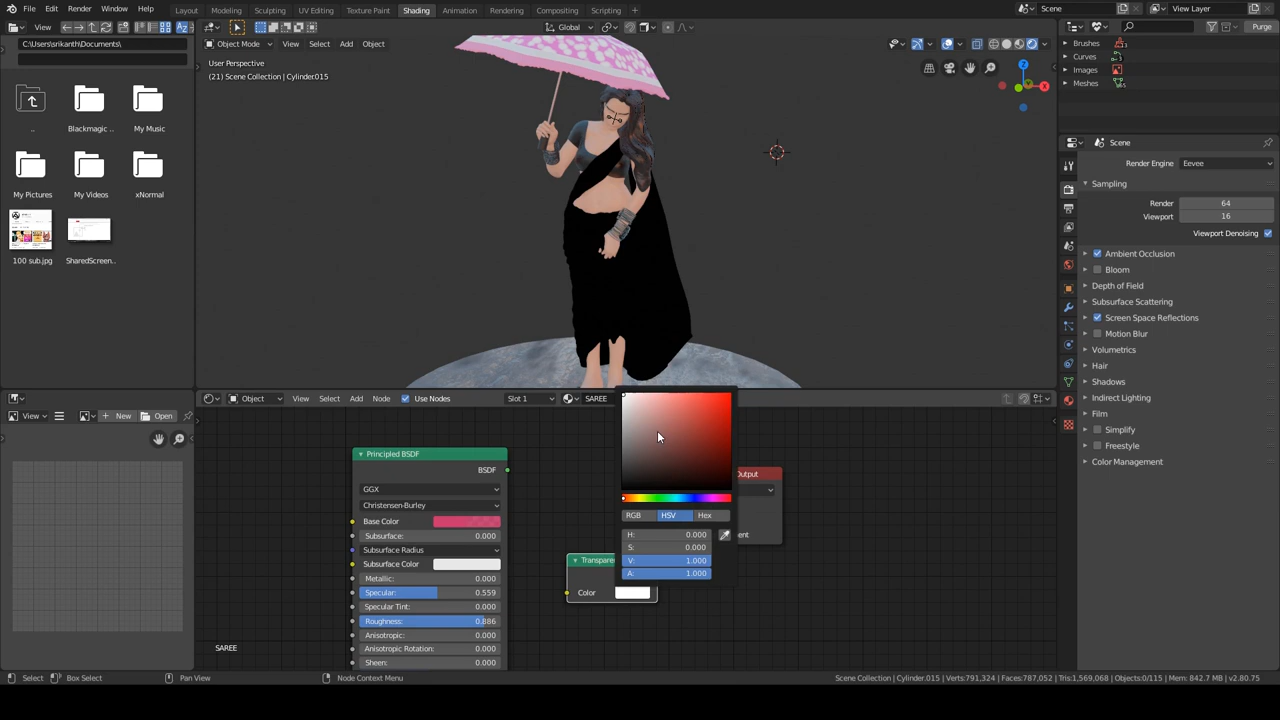 File Edit Render Window Help
Layout Modeling Sculpting UV Editing Texture Paint Shading Animation Rendering Compositing Scripting
Scene View Layer
View
Global
Purge
C:\Users\srikanth\Documents\
Object Mode View Select Add Object
Brushes
User Perspective
(21) Scene Collection | Cylinder.015
Curves
Images
Meshes
.. Blackmagic .. My Music
My Pictures My Videos xNormal
100 sub.jpg SharedScreen..
Z
X
Scene
Render Engine Eevee
Sampling
Render 64
Viewport 16
Viewport Denoising
Ambient Occlusion
Bloom
Depth of Field
Subsurface Scattering
Screen Space Reflections
Motion Blur
Volumetrics
Hair
Shadows
Indirect Lighting
Film
Simplify
Freestyle
Color Management
Object View Select Add Node Use Nodes Slot 1 SAREE
View New Open
Principled BSDF
BSDF
GGX
Christensen-Burley
Base Color
Subsurface: 0.000
Subsurface Radius
Subsurface Color
Metallic: 0.000
Specular: 0.559
Specular Tint: 0.000
Roughness: 0.886
Anisotropic: 0.000
Anisotropic Rotation: 0.000
Sheen: 0.000
Transpare
Color
RGB HSV Hex
H: 0.000
S: 0.000
V: 1.000
A: 1.000
SAREE
Select Box Select Pan View Node Context Menu
Scene Collection | Cylinder.015 | Verts:791,324 | Faces:787,052 | Tris:1,569,068 | Objects:0/115 | Mem: 842.7 MB | v2.80.75